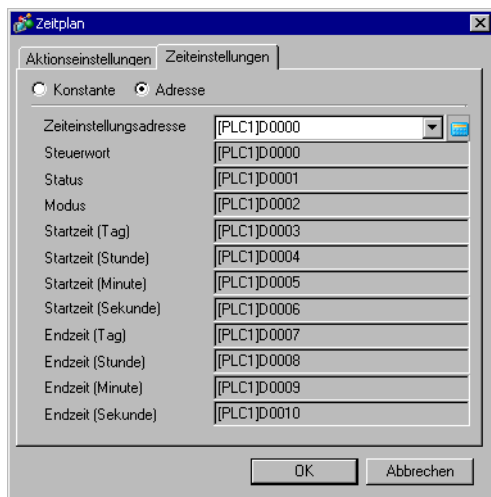 Zeitplan
Aktionseinstellungen Zeiteinstellungen
Konstante Adresse
Zeiteinstellungsadresse [PLC1]D0000
Steuerwort [PLC1]D0000
Status [PLC1]D0001
Modus [PLC1]D0002
Startzeit (Tag) [PLC1]D0003
Startzeit (Stunde) [PLC1]D0004
Startzeit (Minute) [PLC1]D0005
Startzeit (Sekunde) [PLC1]D0006
Endzeit (Tag) [PLC1]D0007
Endzeit (Stunde) [PLC1]D0008
Endzeit (Minute) [PLC1]D0009
Endzeit (Sekunde) [PLC1]D0010
OK Abbrechen